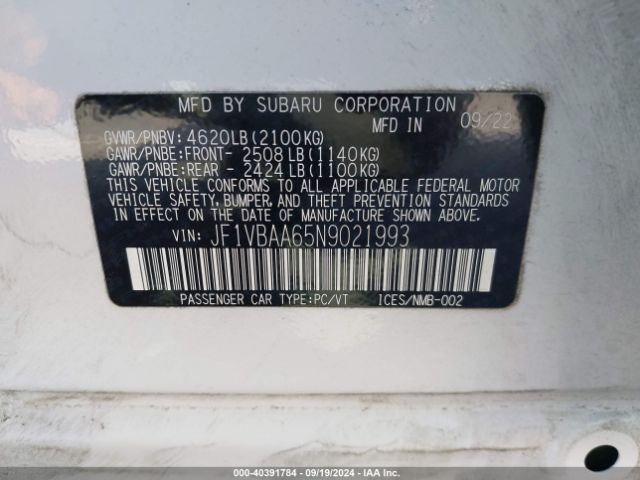 MFD BY SUBARU CORPORATION
MFD IN 09/22
GVWR/PNBV: 4620LB(2100KG)
GAWR/PNBE:FRONT- 2508 LB(1140KG)
GAWR/PNBE:REAR - 2424 LB(1100KG)
THIS VEHICLE CONFORMS TO ALL APPLICABLE FEDERAL MOTOR
VEHICLE SAFETY, BUMPER, AND THEFT PREVENTION STANDARDS
IN EFFECT ON THE DATE OF MANUFACTURE SHOWN ABOVE.
VIN: JF1VBAA65N9021993
PASSENGER CAR TYPE:PC/VT ICES/NMB-002
000-40391784 - 09/19/2024 - IAA Inc.